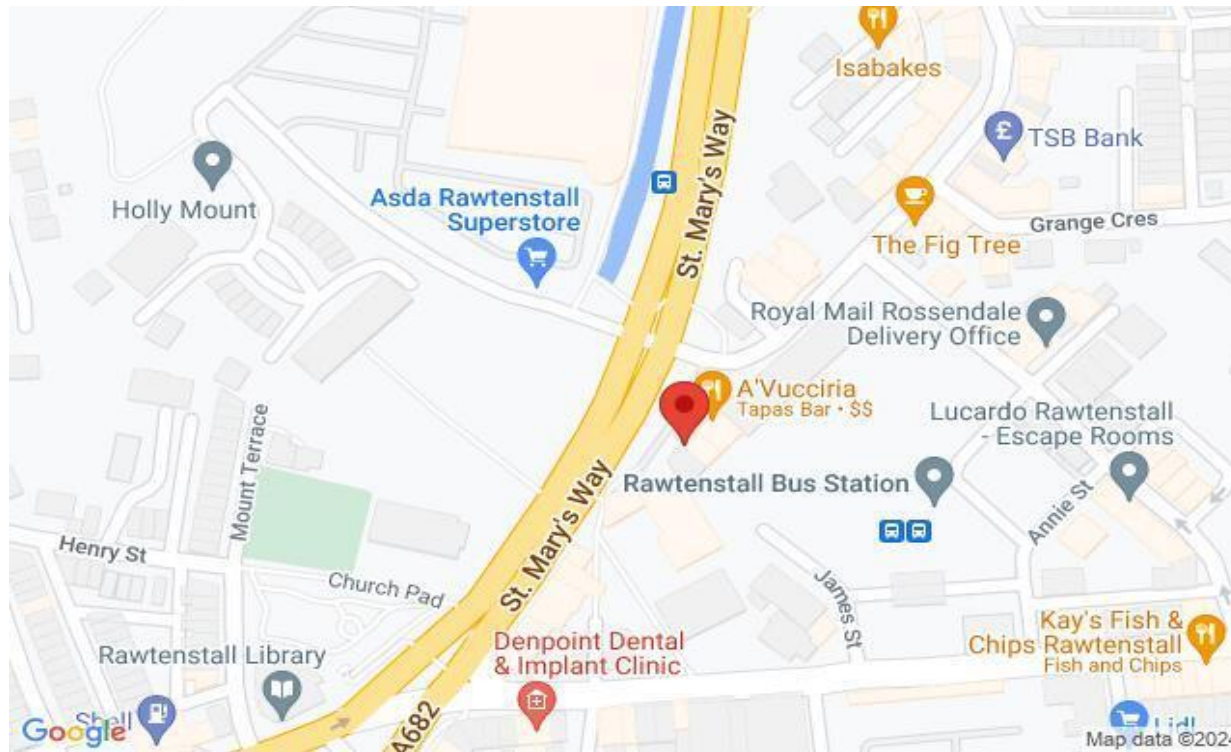 Isabakes
TSB Bank
Holly Mount
Asda Rawtenstall
Superstore
St. Mary's Way
Grange Cres
The Fig Tree
Royal Mail Rossendale
Delivery Office
A'Vucciria
Tapas Bar • $$
Lucardo Rawtenstall
- Escape Rooms
Mount Terrace
Rawtenstall Bus Station
Annie St
Henry St
St. Mary's Way
Church Pad
James St
Kay's Fish &
Chips Rawtenstall
Fish and Chips
Denpoint Dental
& Implant Clinic
Rawtenstall Library
Shell
A682
Lidl
Google
Map data ©2024